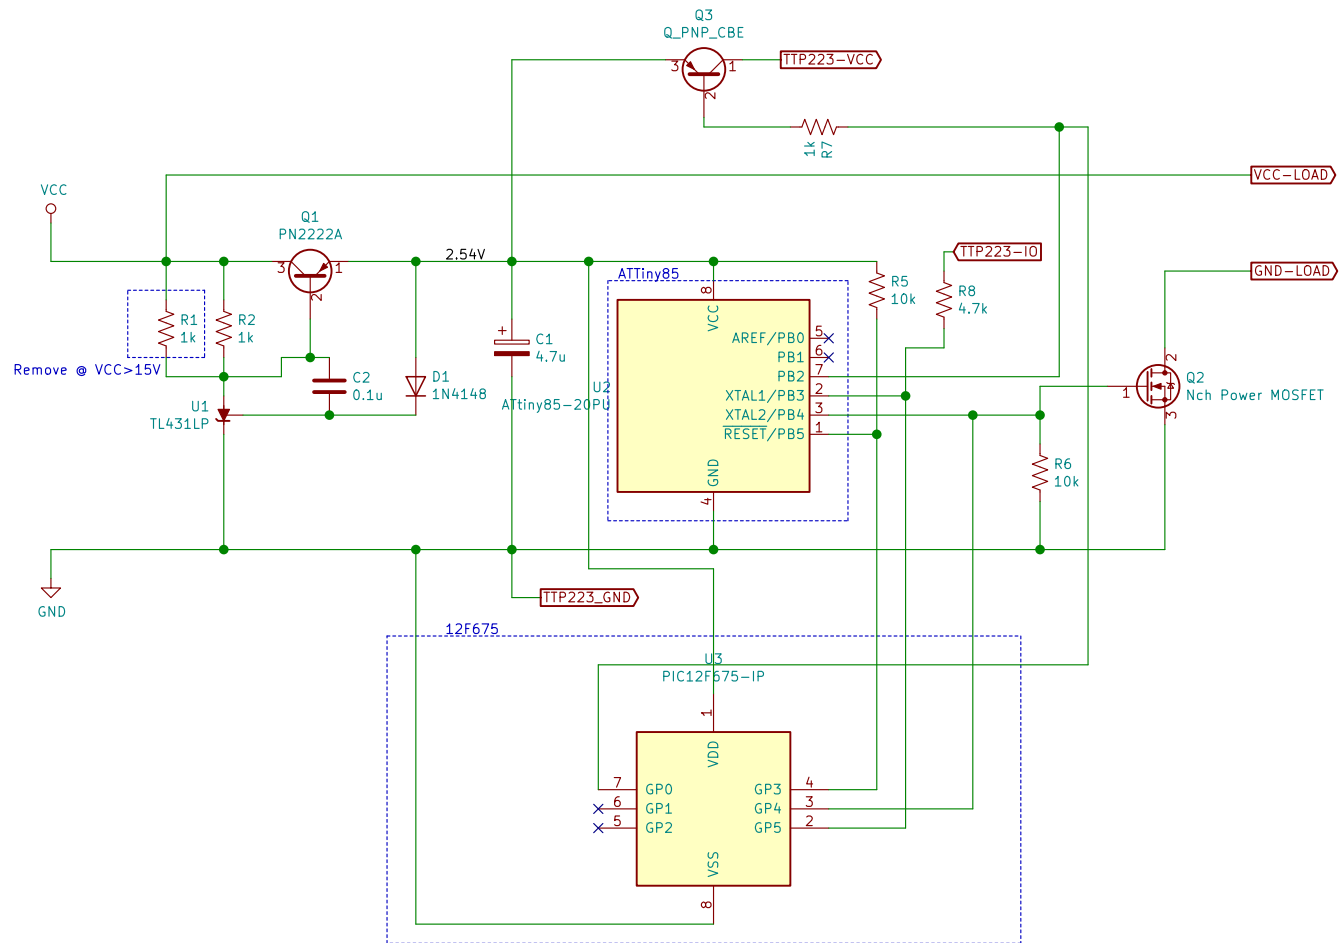 Q3
Q_PNP_CBE
3
1
2
TTP223-VCC
1k
R7
VCC-LOAD
VCC
Q1
PN2222A
3
1
2
2.54V
TTP223-IO
GND-LOAD
ATTiny85
R1
1k
R2
1k
Remove @ VCC>15V
C1
4.7u
+
C2
0.1u
D1
1N4148
U1
TL431LP
U2
ATtiny85-20PU
8
VCC
AREF/PB0
5
PB1
6
PB2
7
XTAL1/PB3
2
XTAL2/PB4
3
RESET/PB5
1
GND
4
R5
10k
R8
4.7k
R6
10k
2
1
3
Q2
Nch Power MOSFET
GND
TTP223_GND
12F675
U3
PIC12F675-IP
1
VDD
7
GP0
6
GP1
5
GP2
GP3
4
GP4
3
GP5
2
VSS
8